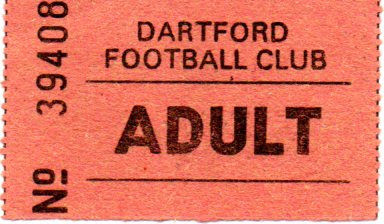 DARTFORD
FOOTBALL CLUB
ADULT
Nº 39408